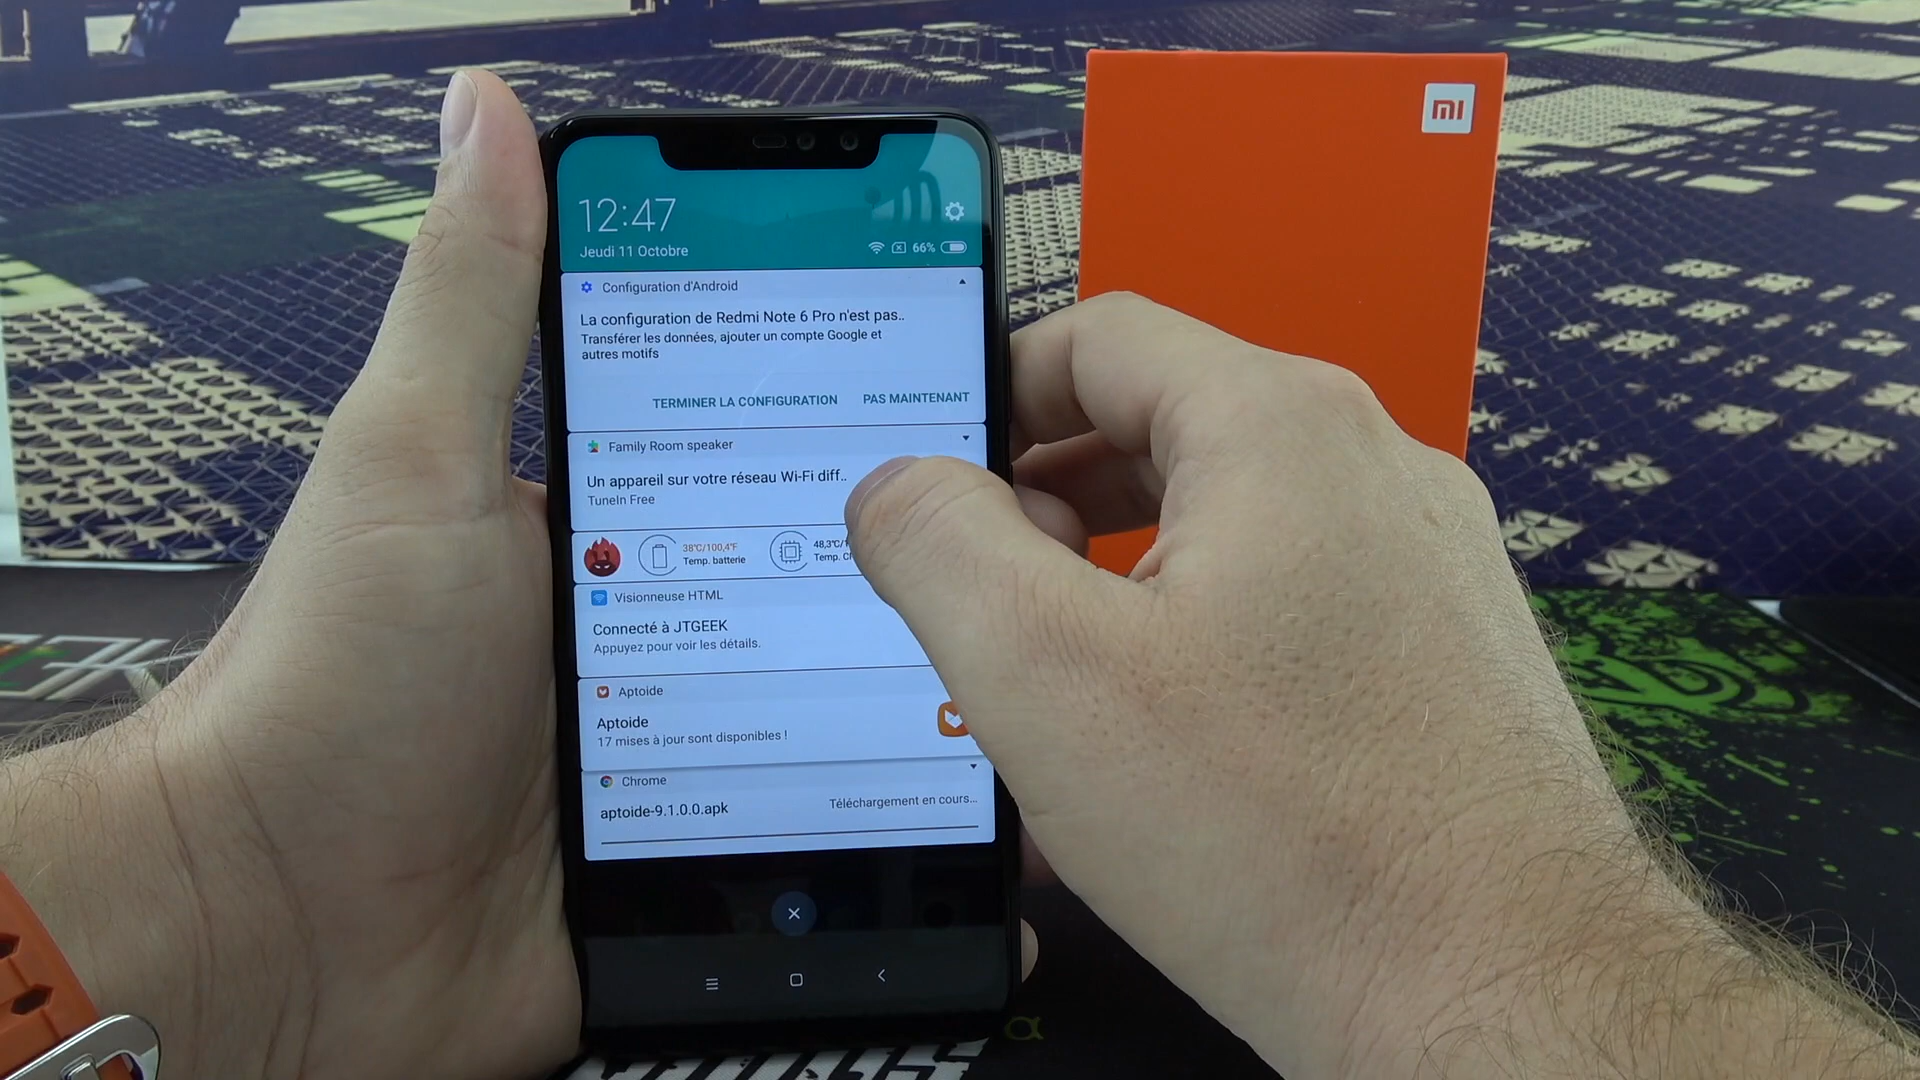 mi
12:47
Jeudi 11 Octobre
66%
Configuration d'Android
La configuration de Redmi Note 6 Pro n'est pas..
Transférer les données, ajouter un compte Google et
autres motifs
TERMINER LA CONFIGURATION PAS MAINTENANT
Family Room speaker
Un appareil sur votre réseau Wi-Fi diff..
TuneIn Free
38°C/100,4°F
Temp. batterie
48,3°C/
Temp.
Visionneuse HTML
Connecté à JTGEEK
Appuyez pour voir les détails.
Aptoide
Aptoide
17 mises à jour sont disponibles !
Chrome
aptoide-9.1.0.0.apk Téléchargement en cours...